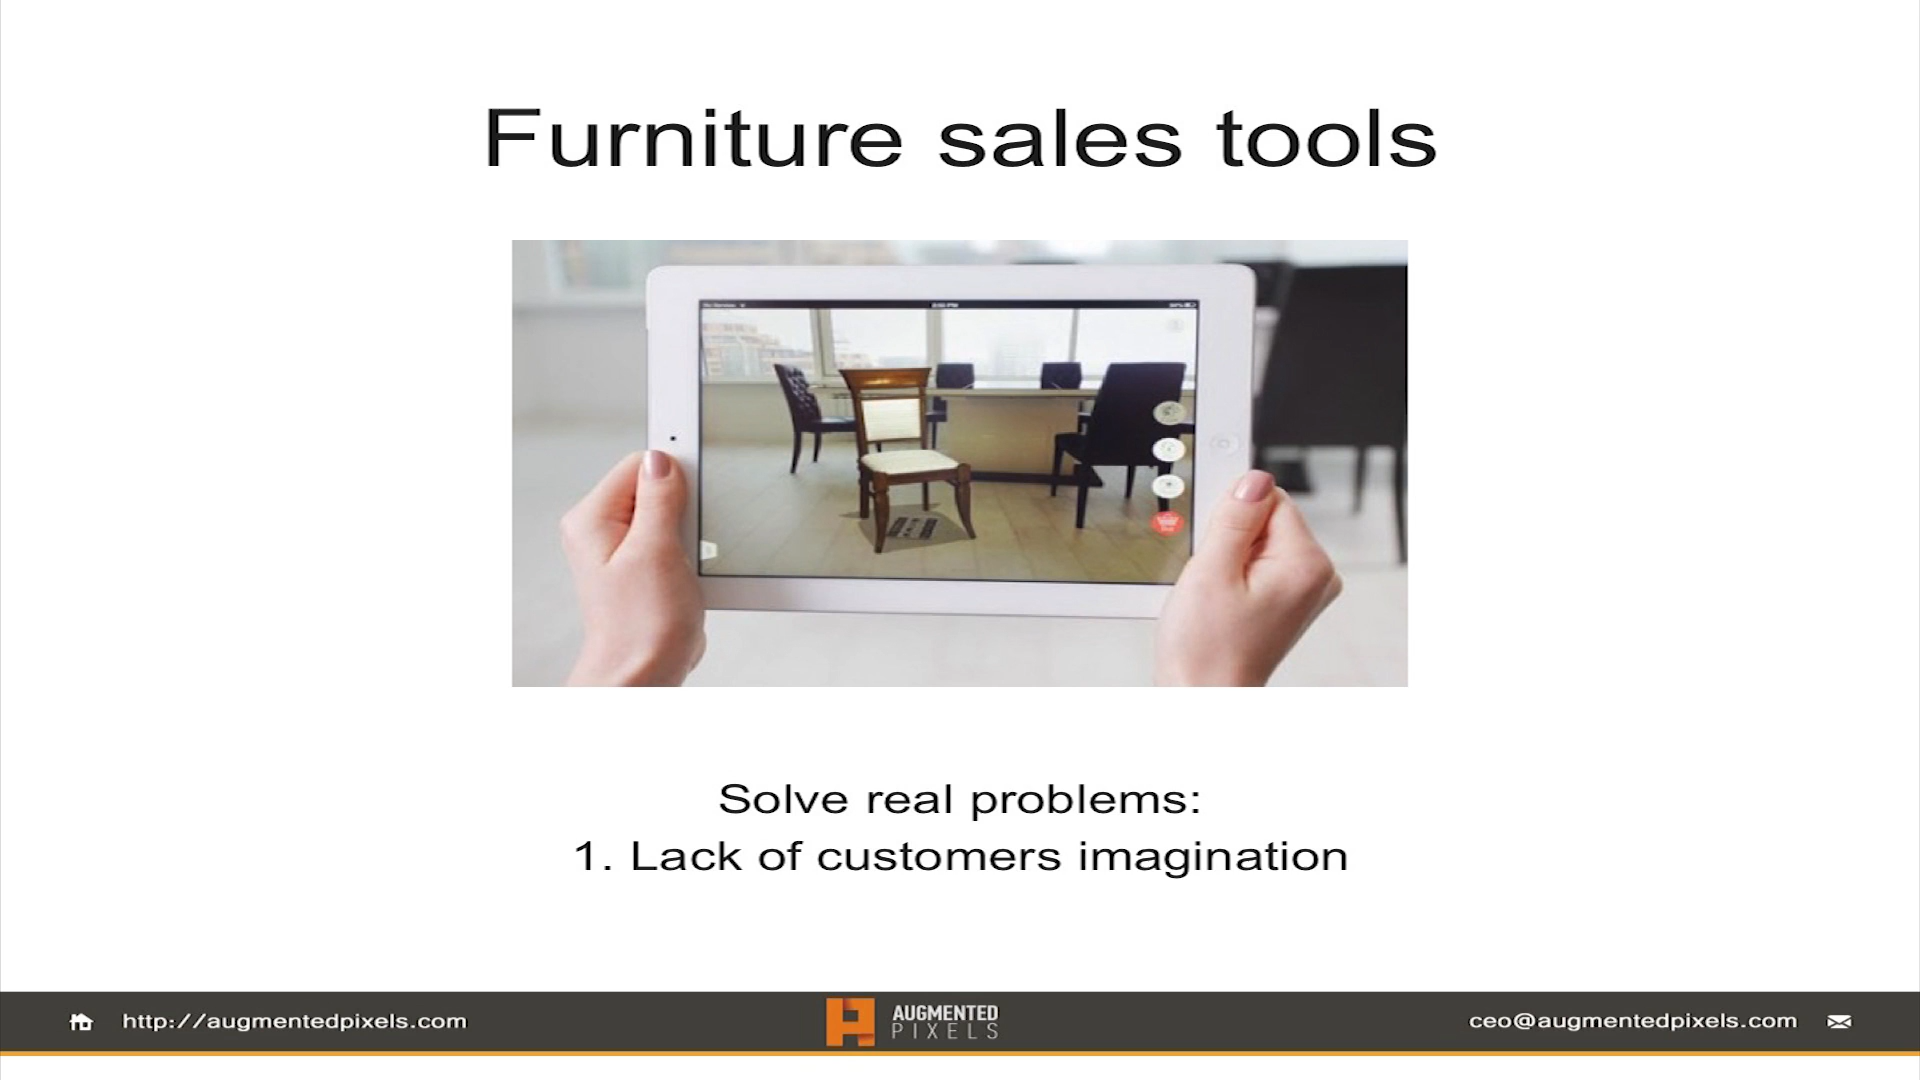 Furniture sales tools
Solve real problems:
1. Lack of customers imagination
http://augmentedpixels.com
AUGMENTED
PIXELS
ceo@augmentedpixels.com